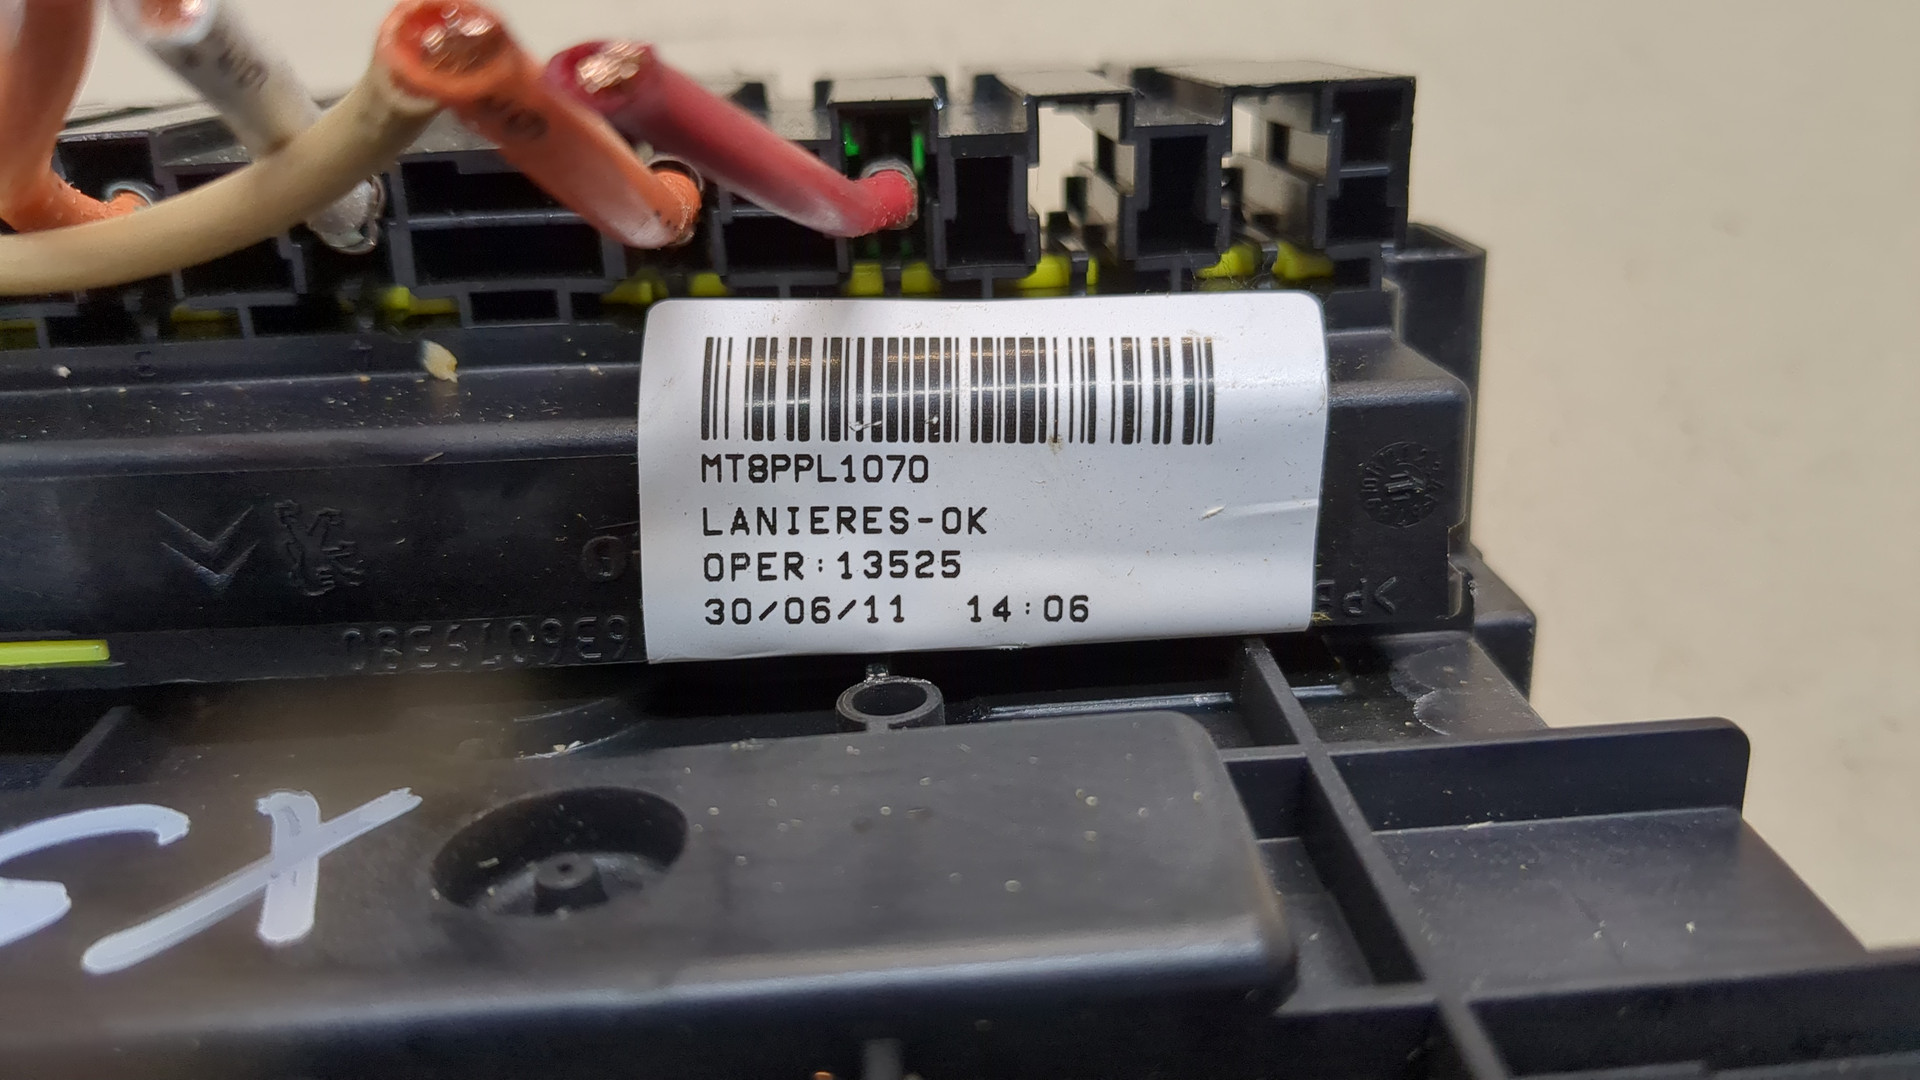 MT8PPL1070
LANIERES-OK
OPER:13525
30/06/11 14:06